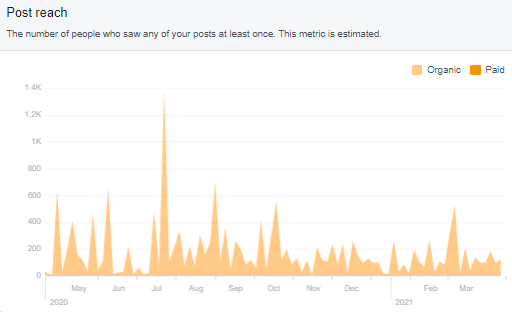 Post reach
The number of people who saw any of your posts at least once. This metric is estimated.
Organic Paid
1.4K
1.2K
1K
800
600
400
200
0
May Jun Jul Aug Sep Oct Nov Dec Feb Mar
2020 2021